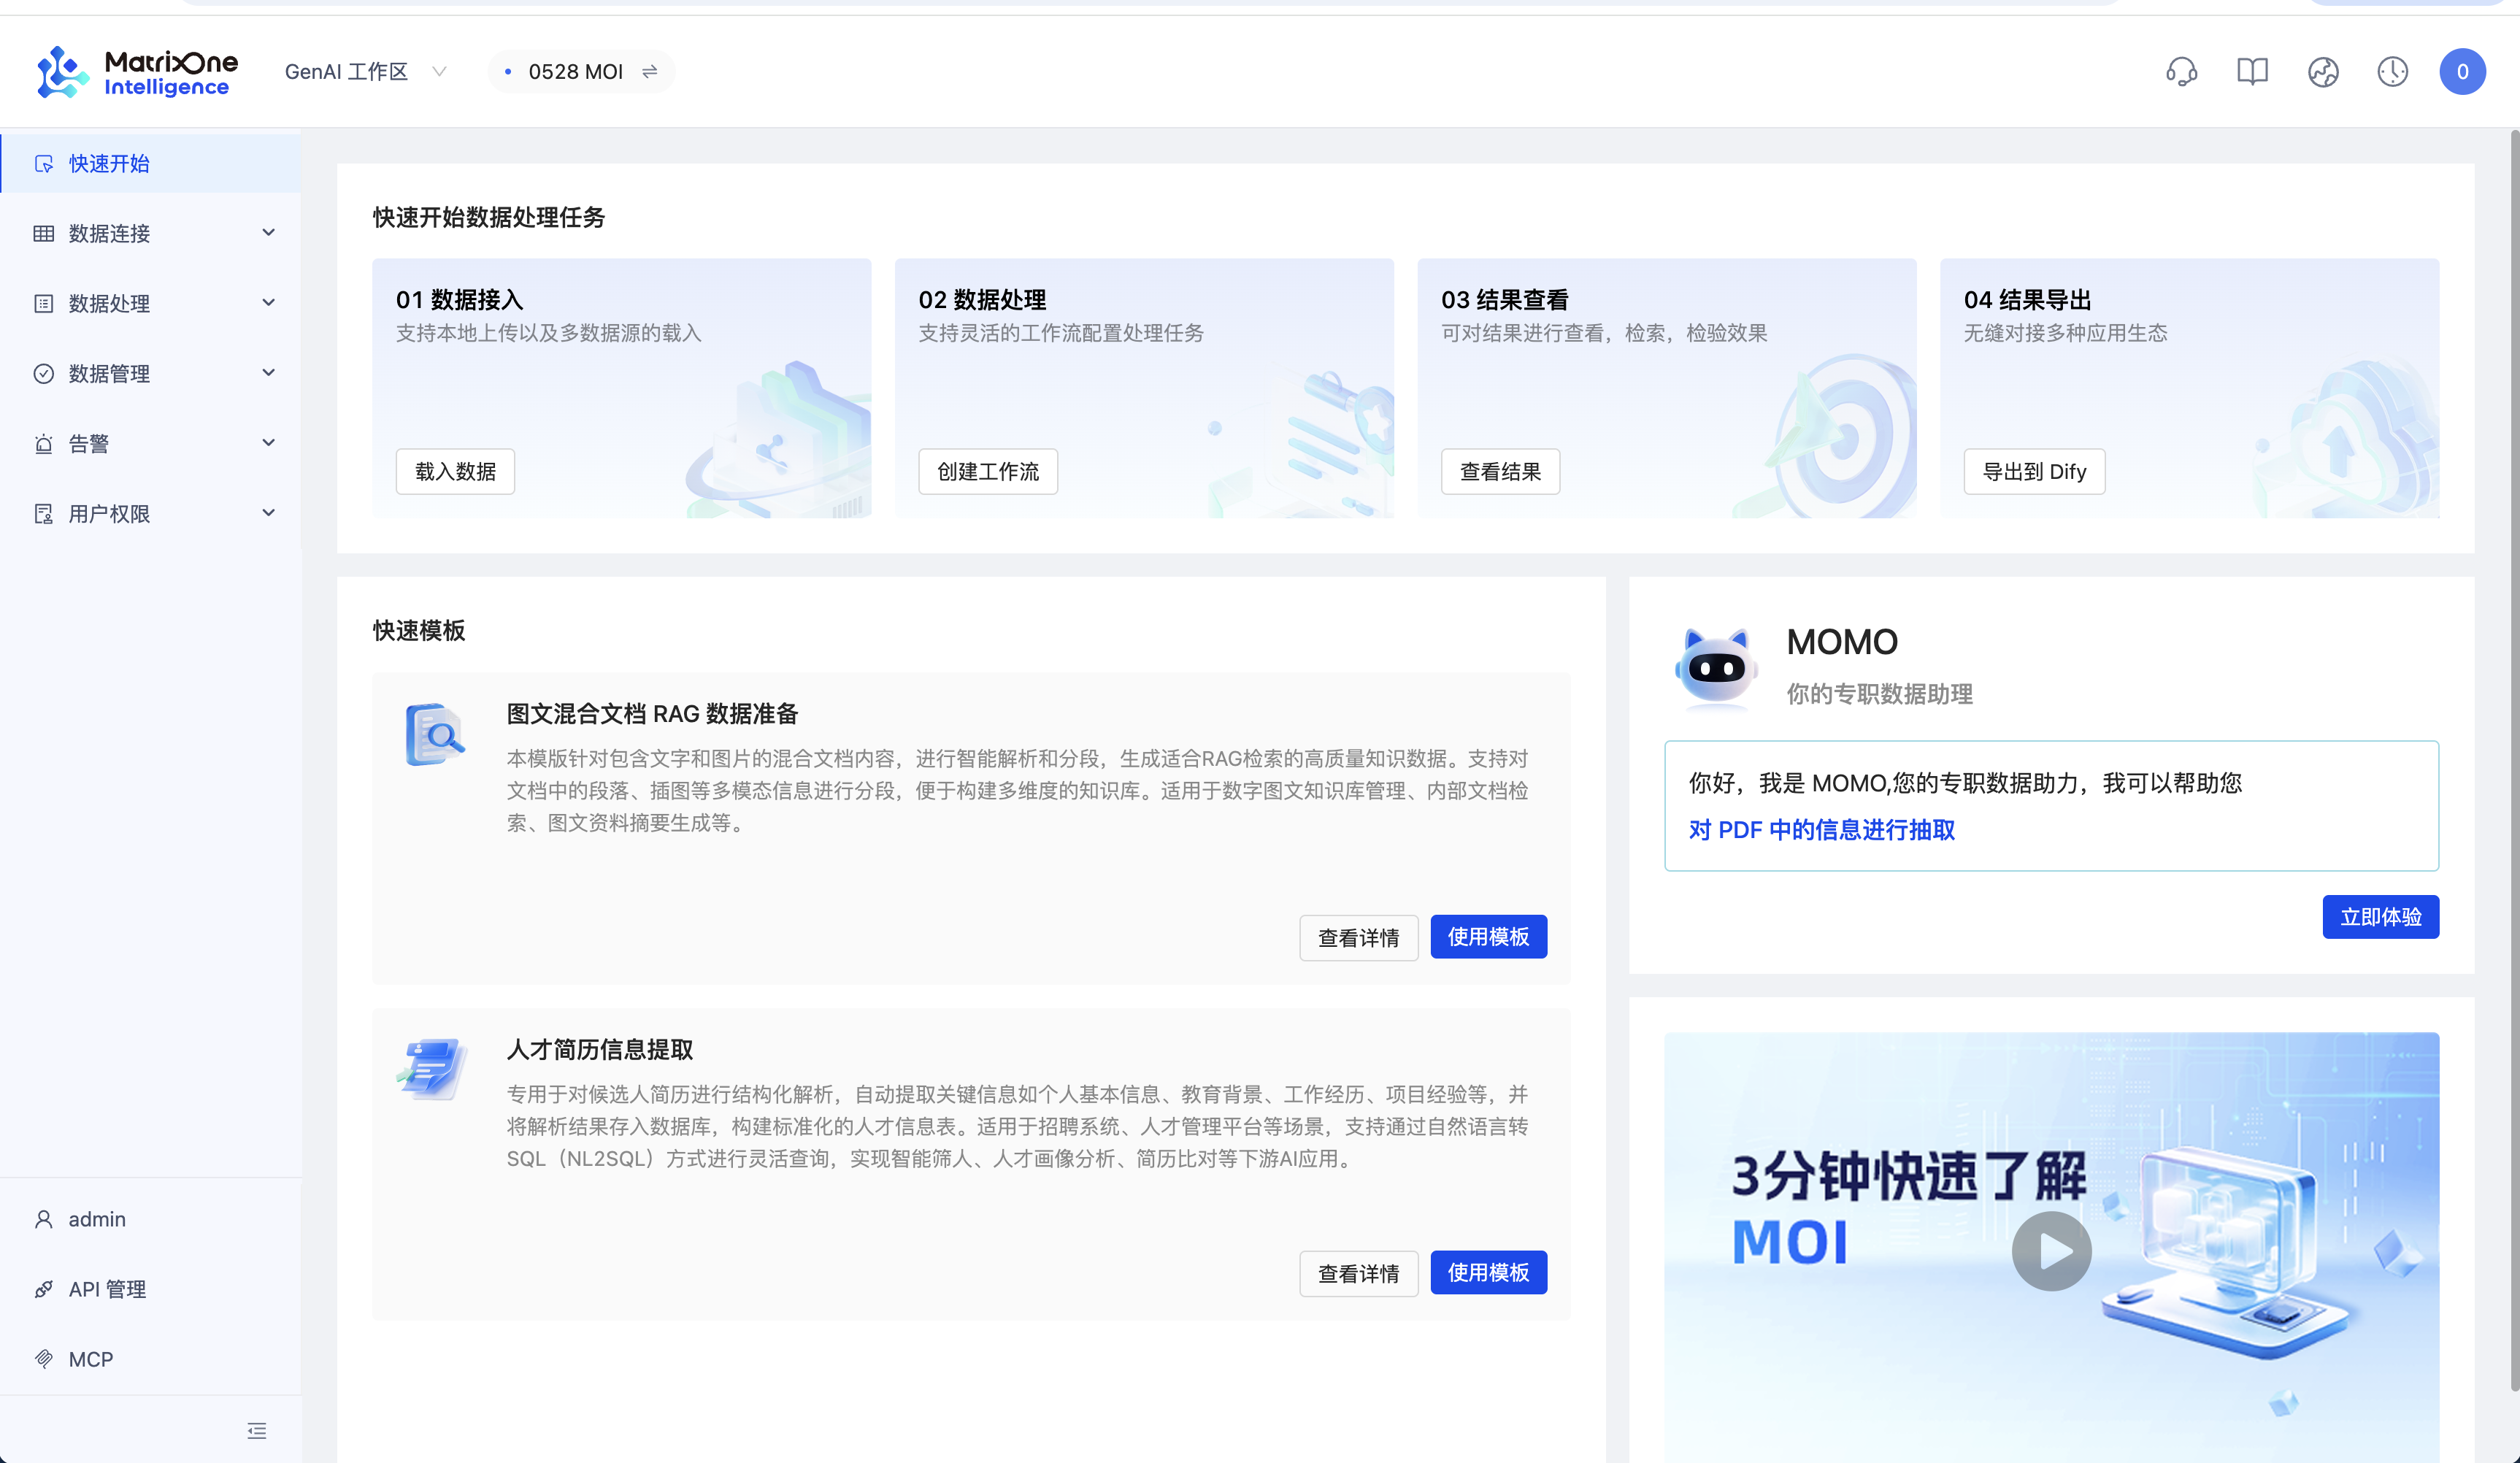 MatrixOne
Intelligence
GenAI 工作区
0528 MOI
0
快速开始
数据连接
数据处理
数据管理
告警
用户权限
admin
API 管理
MCP
快速开始数据处理任务
01 数据接入
支持本地上传以及多数据源的载入
载入数据
02 数据处理
支持灵活的工作流配置处理任务
创建工作流
03 结果查看
可对结果进行查看，检索，检验效果
查看结果
04 结果导出
无缝对接多种应用生态
导出到 Dify
快速模板
图文混合文档 RAG 数据准备
本模版针对包含文字和图片的混合文档内容，进行智能解析和分段，生成适合RAG检索的高质量知识数据。支持对
文档中的段落、插图等多模态信息进行分段，便于构建多维度的知识库。适用于数字图文知识库管理、内部文档检
索、图文资料摘要生成等。
查看详情
使用模板
人才简历信息提取
专用于对候选人简历进行结构化解析，自动提取关键信息如个人基本信息、教育背景、工作经历、项目经验等，并
将解析结果存入数据库，构建标准化的人才信息表。适用于招聘系统、人才管理平台等场景，支持通过自然语言转
SQL（NL2SQL）方式进行灵活查询，实现智能筛人、人才画像分析、简历比对等下游AI应用。
查看详情
使用模板
MOMO
你的专职数据助理
你好，我是 MOMO,您的专职数据助力，我可以帮助您
对 PDF 中的信息进行抽取
立即体验
3分钟快速了解
MOI